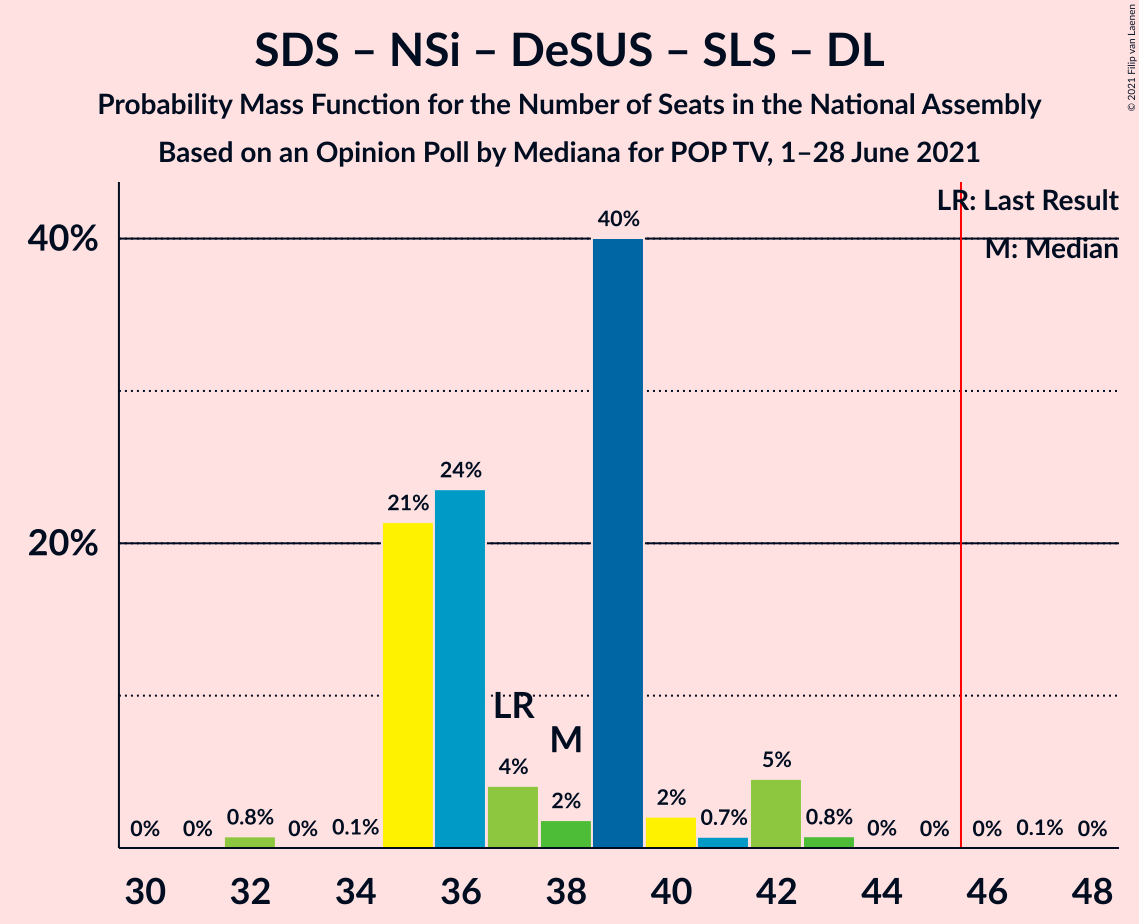 SDS – NSi – DeSUS – SLS – DL
Probability Mass Function for the Number of Seats in the National Assembly
Based on an Opinion Poll by Mediana for POP TV, 1–28 June 2021
© 2021 Filip van Laenen
LR: Last Result
M: Median
40%
20%
0%
0%
0.8%
0%
0.1%
21%
24%
4%
2%
40%
2%
0.7%
5%
0.8%
0%
0%
0%
0.1%
0%
LR
M
30 32 34 36 38 40 42 44 46 48